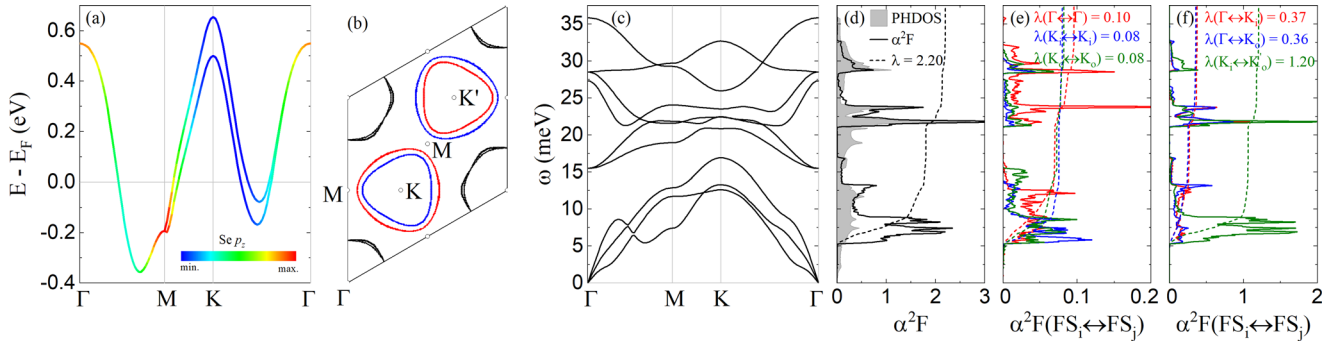 (a)
E - E_F (eV)
0.6
0.4
0.2
0.0
-0.2
-0.4
Se p_z
min.
max.
Γ
M
K
Γ
(b)
K'
M
M
K
Γ
(c)
ω (meV)
35
30
25
20
15
10
5
0
Γ
M
K
Γ
(d)
PHDOS
α²F
λ = 2.20
0
1
2
3
α²F
(e)
λ(Γ↔Γ) = 0.10
λ(K_i↔K_i) = 0.08
λ(K_o↔K_o) = 0.08
0
0.1
0.2
α²F(FS_i↔FS_j)
(f)
λ(Γ↔K_i) = 0.37
λ(Γ↔K_o) = 0.36
λ(K_i↔K_o) = 1.20
0
1
2
α²F(FS_i↔FS_j)